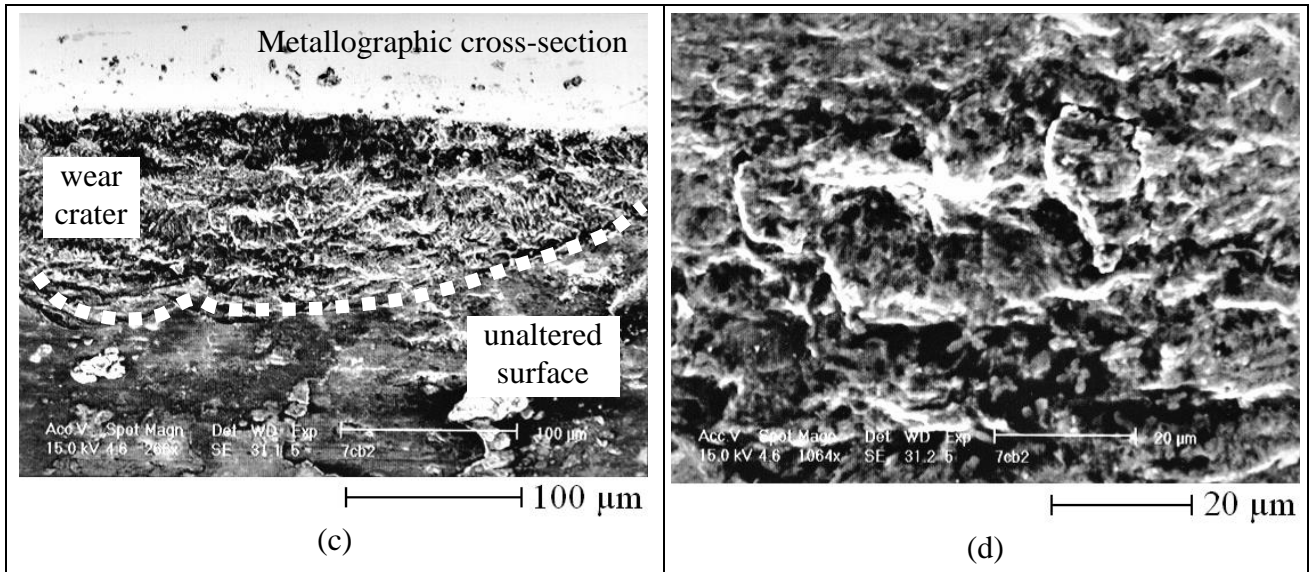 Metallographic cross-section
wear
crater
unaltered
surface
Acc.V Spot Magn Det WD Exp 100 µm
15.0 kV 4.6 266x SE 31.1 5 7cb2
100 µm
(c)
Acc.V Spot Magn Det WD Exp 20 µm
15.0 kV 4.6 1064x SE 31.2 5 7cb2
20 µm
(d)